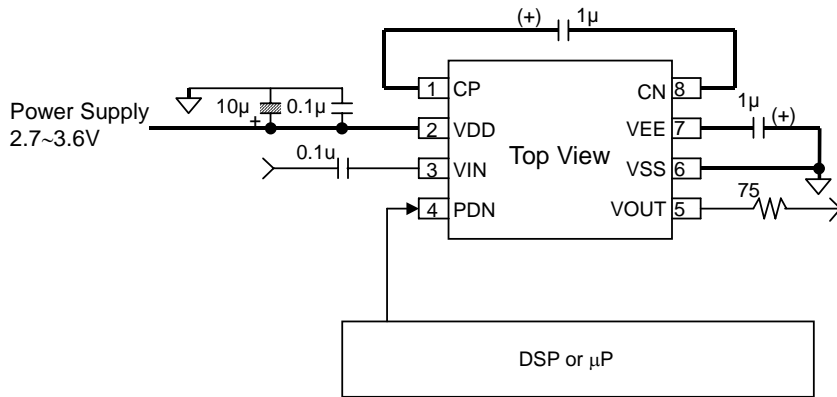 (+) 1µ
1 CP CN 8
10µ 0.1µ 1µ
+ (+)
Power Supply
2.7~3.6V
2 VDD VEE 7
Top View
0.1u
3 VIN VSS 6
4 PDN VOUT 5 75
DSP or µP